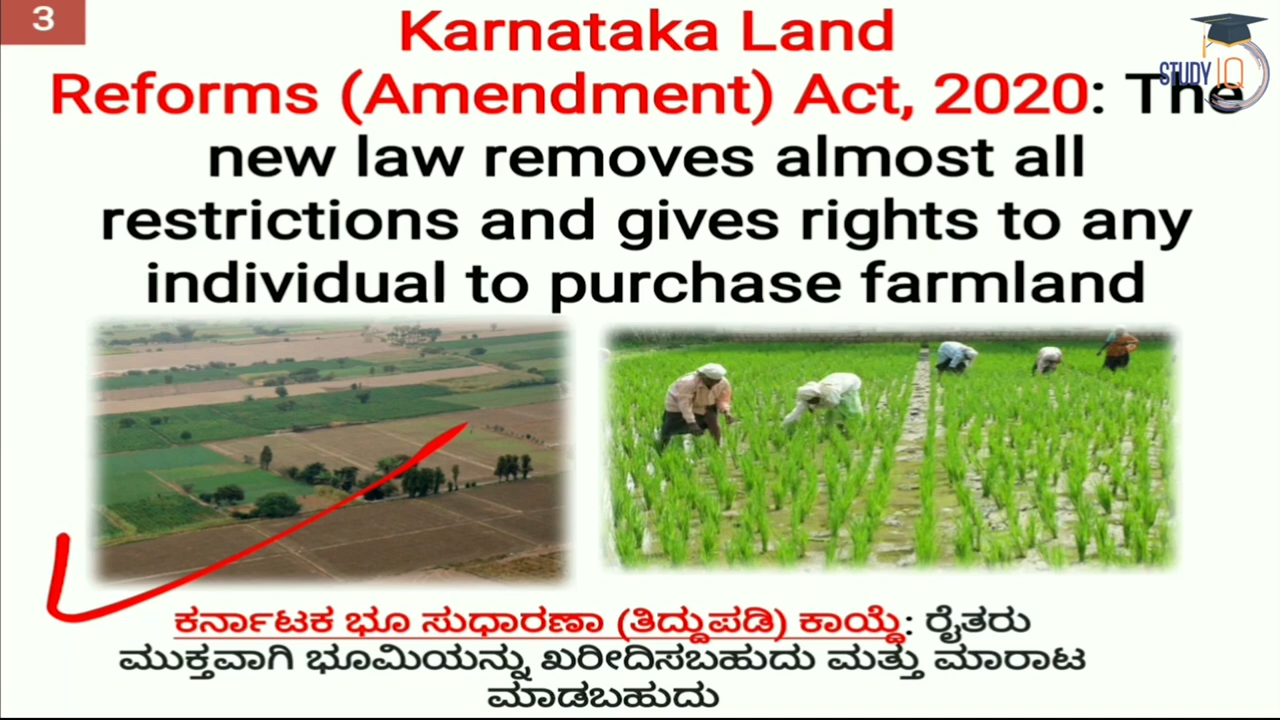 3
Karnataka Land
Reforms (Amendment) Act, 2020: The
new law removes almost all
restrictions and gives rights to any
individual to purchase farmland
STUDY IQ
ಕರ್ನಾಟಕ ಭೂ ಸುಧಾರಣಾ (ತಿದ್ದುಪಡಿ) ಕಾಯ್ದೆ: ರೈತರು
ಮುಕ್ತವಾಗಿ ಭೂಮಿಯನ್ನು ಖರೀದಿಸಬಹುದು ಮತ್ತು ಮಾರಾಟ
ಮಾಡಬಹುದು